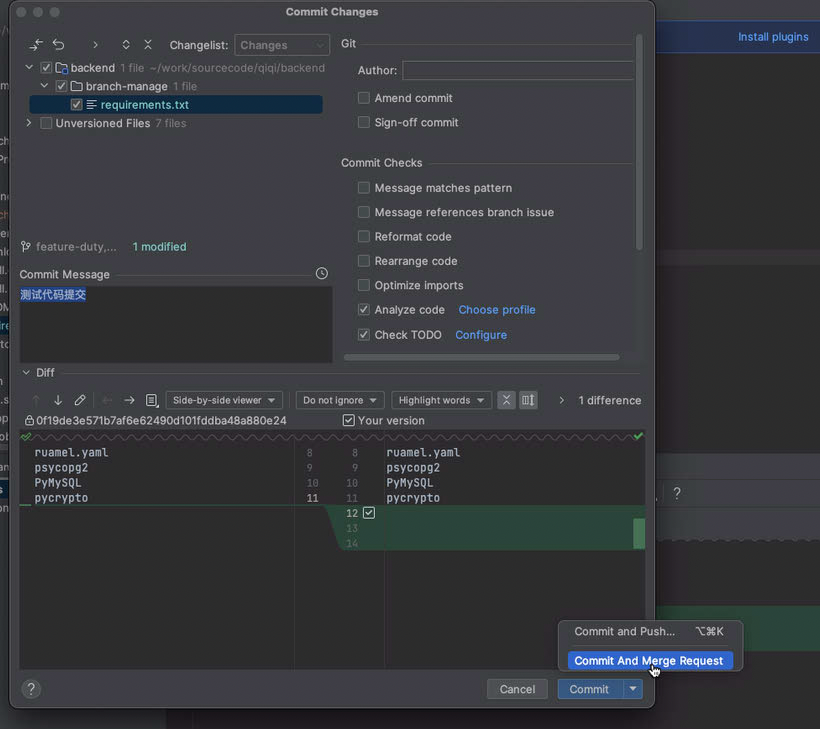 Commit Changes
Install plugins
Changelist: Changes
backend 1 file ~/work/sourcecode/qiqi/backend
branch-manage 1 file
requirements.txt
Unversioned Files 7 files
feature-duty,... 1 modified
Commit Message
测试代码提交
Git
Author:
Amend commit
Sign-off commit
Commit Checks
Message matches pattern
Message references branch issue
Reformat code
Rearrange code
Optimize imports
Analyze code Choose profile
Check TODO Configure
Diff
Side-by-side viewer Do not ignore Highlight words 1 difference
0f19de3e571b7af6e62490d101fddba48a880e24 Your version
ruamel.yaml 8 8 ruamel.yaml
psycopg2 9 9 psycopg2
PyMySQL 10 10 PyMySQL
pycrypto 11 11 pycrypto
12
13
14
Commit and Push... ⌥⌘K
Commit And Merge Request
? Cancel Commit
?